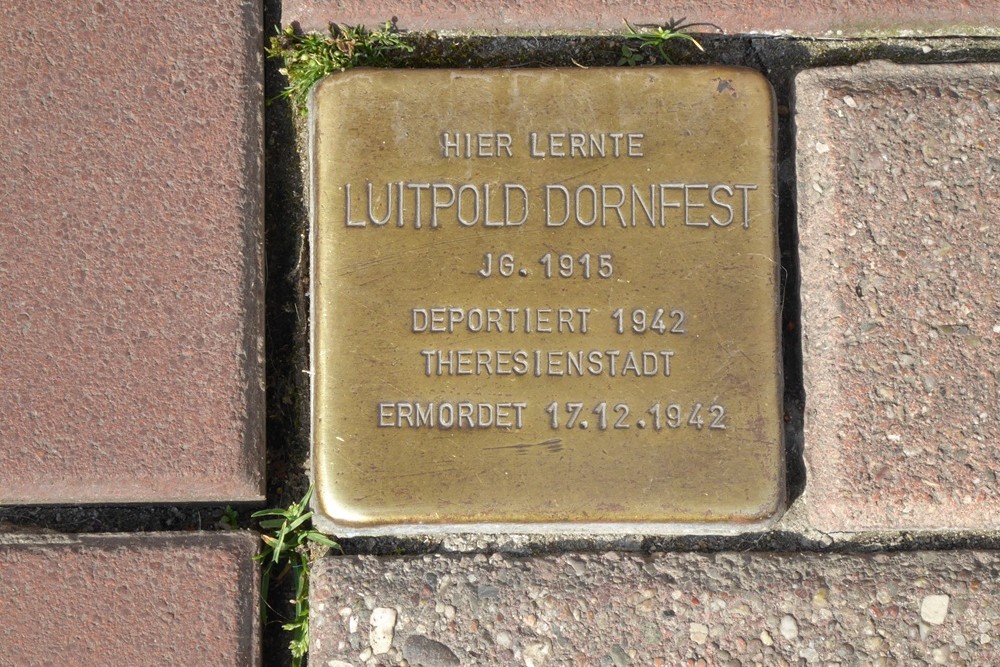 HIER LERNTE
LUITPOLD DORNFEST
JG. 1915
DEPORTIERT 1942
THERESIENSTADT
ERMORDET 17.12.1942